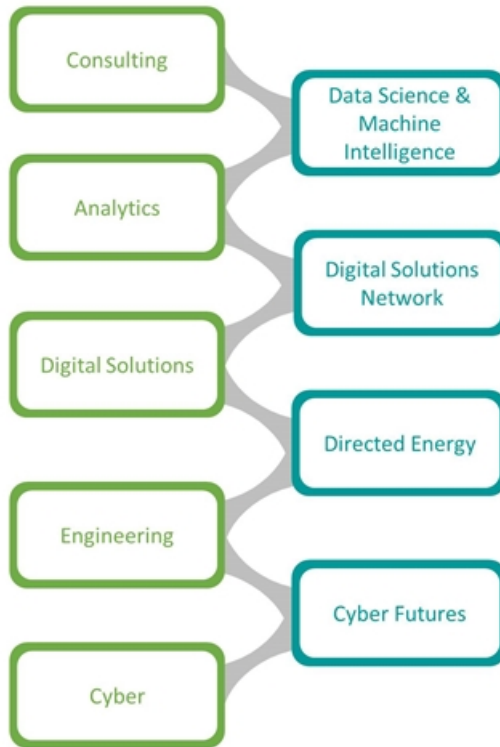 Consulting
Data Science &
Machine
Intelligence
Analytics
Digital Solutions
Network
Digital Solutions
Directed Energy
Engineering
Cyber Futures
Cyber